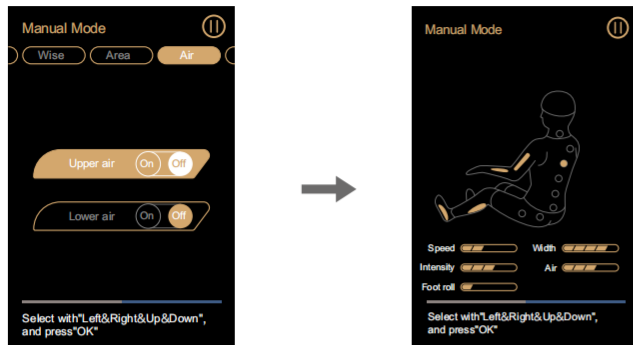 Manual Mode
Wise
Area
Air
Upper air
On
Off
Lower air
On
Off
Select with"Left&Right&Up&Down",
and press"OK"
Manual Mode
Speed
Width
Intensity
Air
Foot roll
Select with"Left&Right&Up&Down",
and press"OK"